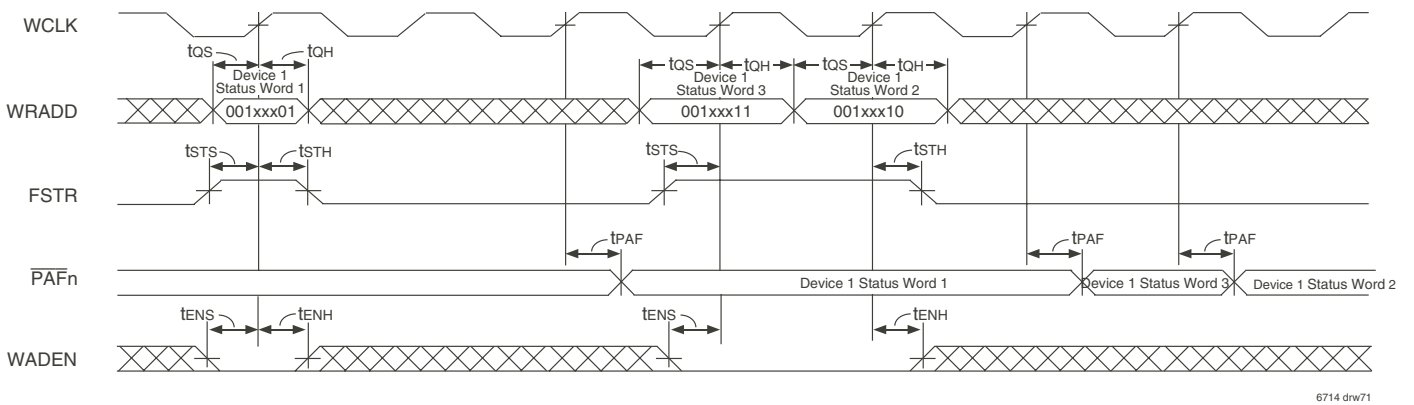 WCLK
tQS tQH tQS tQH tQS tQH
Device 1
Status Word 1
Device 1
Status Word 3
Device 1
Status Word 2
WRADD
001xxx01
001xxx11
001xxx10
tSTS tSTH tSTS tSTH
FSTR
tPAF tPAF tPAF
PAFn
Device 1 Status Word 1
Device 1 Status Word 3
Device 1 Status Word 2
tENS tENH tENS tENH
WADEN
6714 drw71